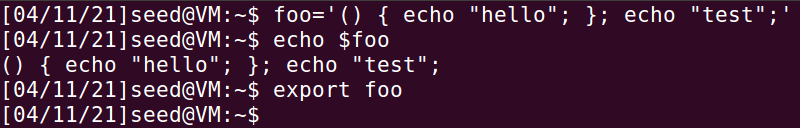 [04/11/21]seed@VM:~$ foo='() { echo "hello"; }; echo "test";'
[04/11/21]seed@VM:~$ echo $foo
() { echo "hello"; }; echo "test";
[04/11/21]seed@VM:~$ export foo
[04/11/21]seed@VM:~$